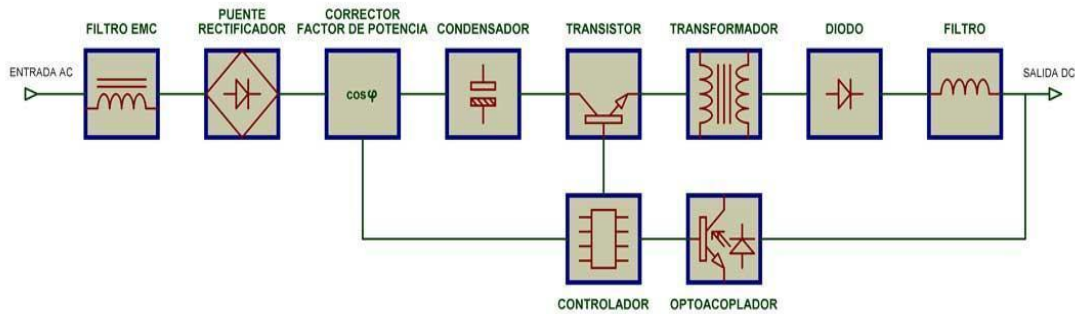 FILTRO EMC
PUENTE
RECTIFICADOR
CORRECTOR
FACTOR DE POTENCIA
CONDENSADOR
TRANSISTOR
TRANSFORMADOR
DIODO
FILTRO
ENTRADA AC
cosφ
SALIDA DC
CONTROLADOR
OPTOACOPLADOR